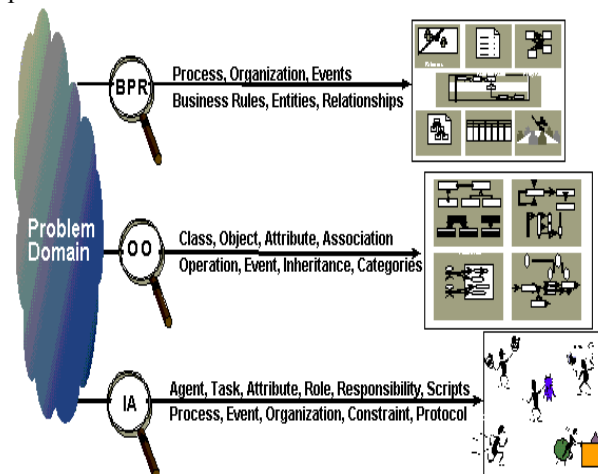 Process, Organization, Events
BPR
Business Rules, Entities, Relationships
Problem
Domain
Class, Object, Attribute, Association
OO
Operation, Event, Inheritance, Categories
Agent, Task, Attribute, Role, Responsibility, Scripts
IA
Process, Event, Organization, Constraint, Protocol